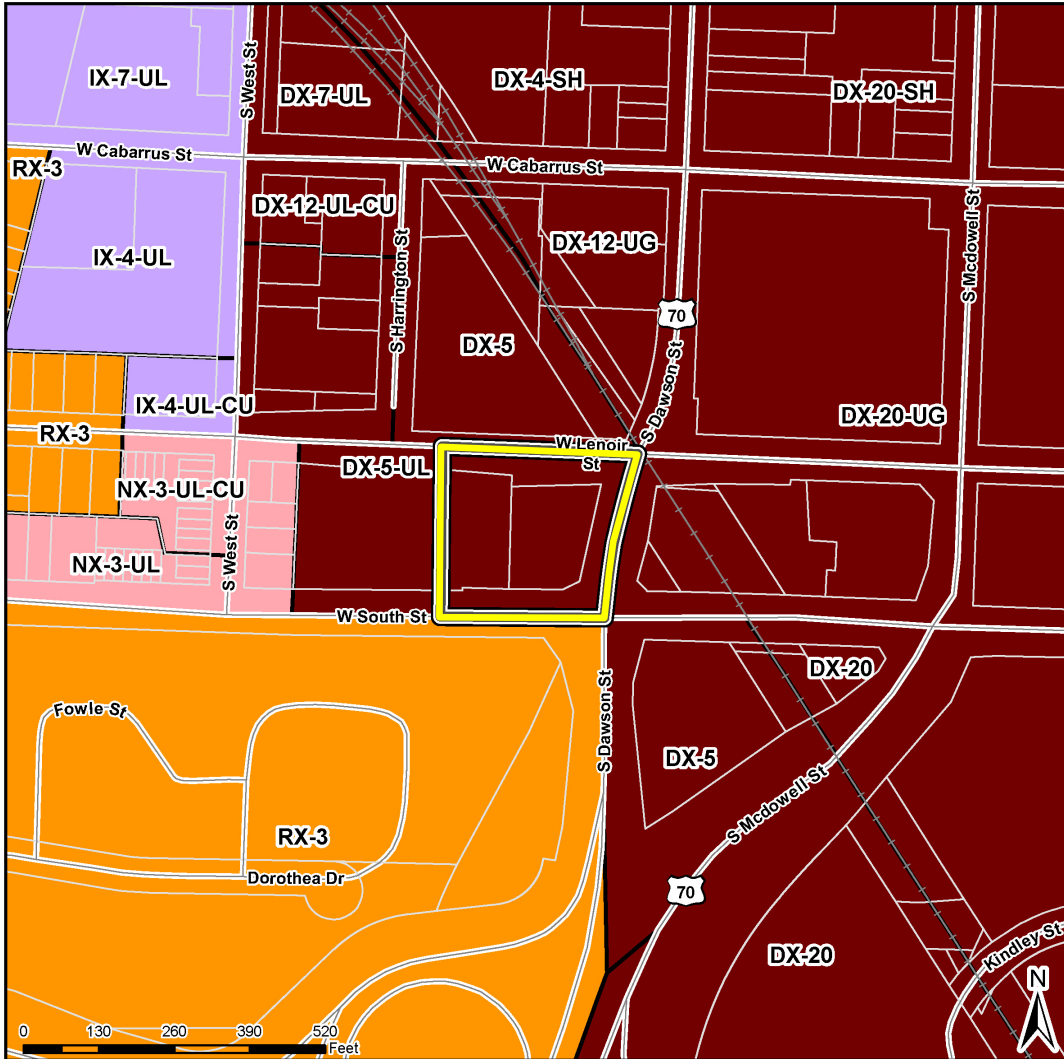 IX-7-UL
S West St
DX-7-UL
DX-4-SH
DX-20-SH
W Cabarrus St
W Cabarrus St
RX-3
DX-12-UL-CU
IX-4-UL
S Harrington St
DX-12-UG
S Mcdowell St
70
DX-5
S Dawson St
IX-4-UL-CU
DX-20-UG
RX-3
W Lenoir
St
DX-5-UL
NX-3-UL-CU
NX-3-UL
S West St
W South St
DX-20
Fowle St
S Dawson St
DX-5
S Mcdowell St
RX-3
Dorothea Dr
70
DX-20
Kindley St
N
0 130 260 390 520
Feet